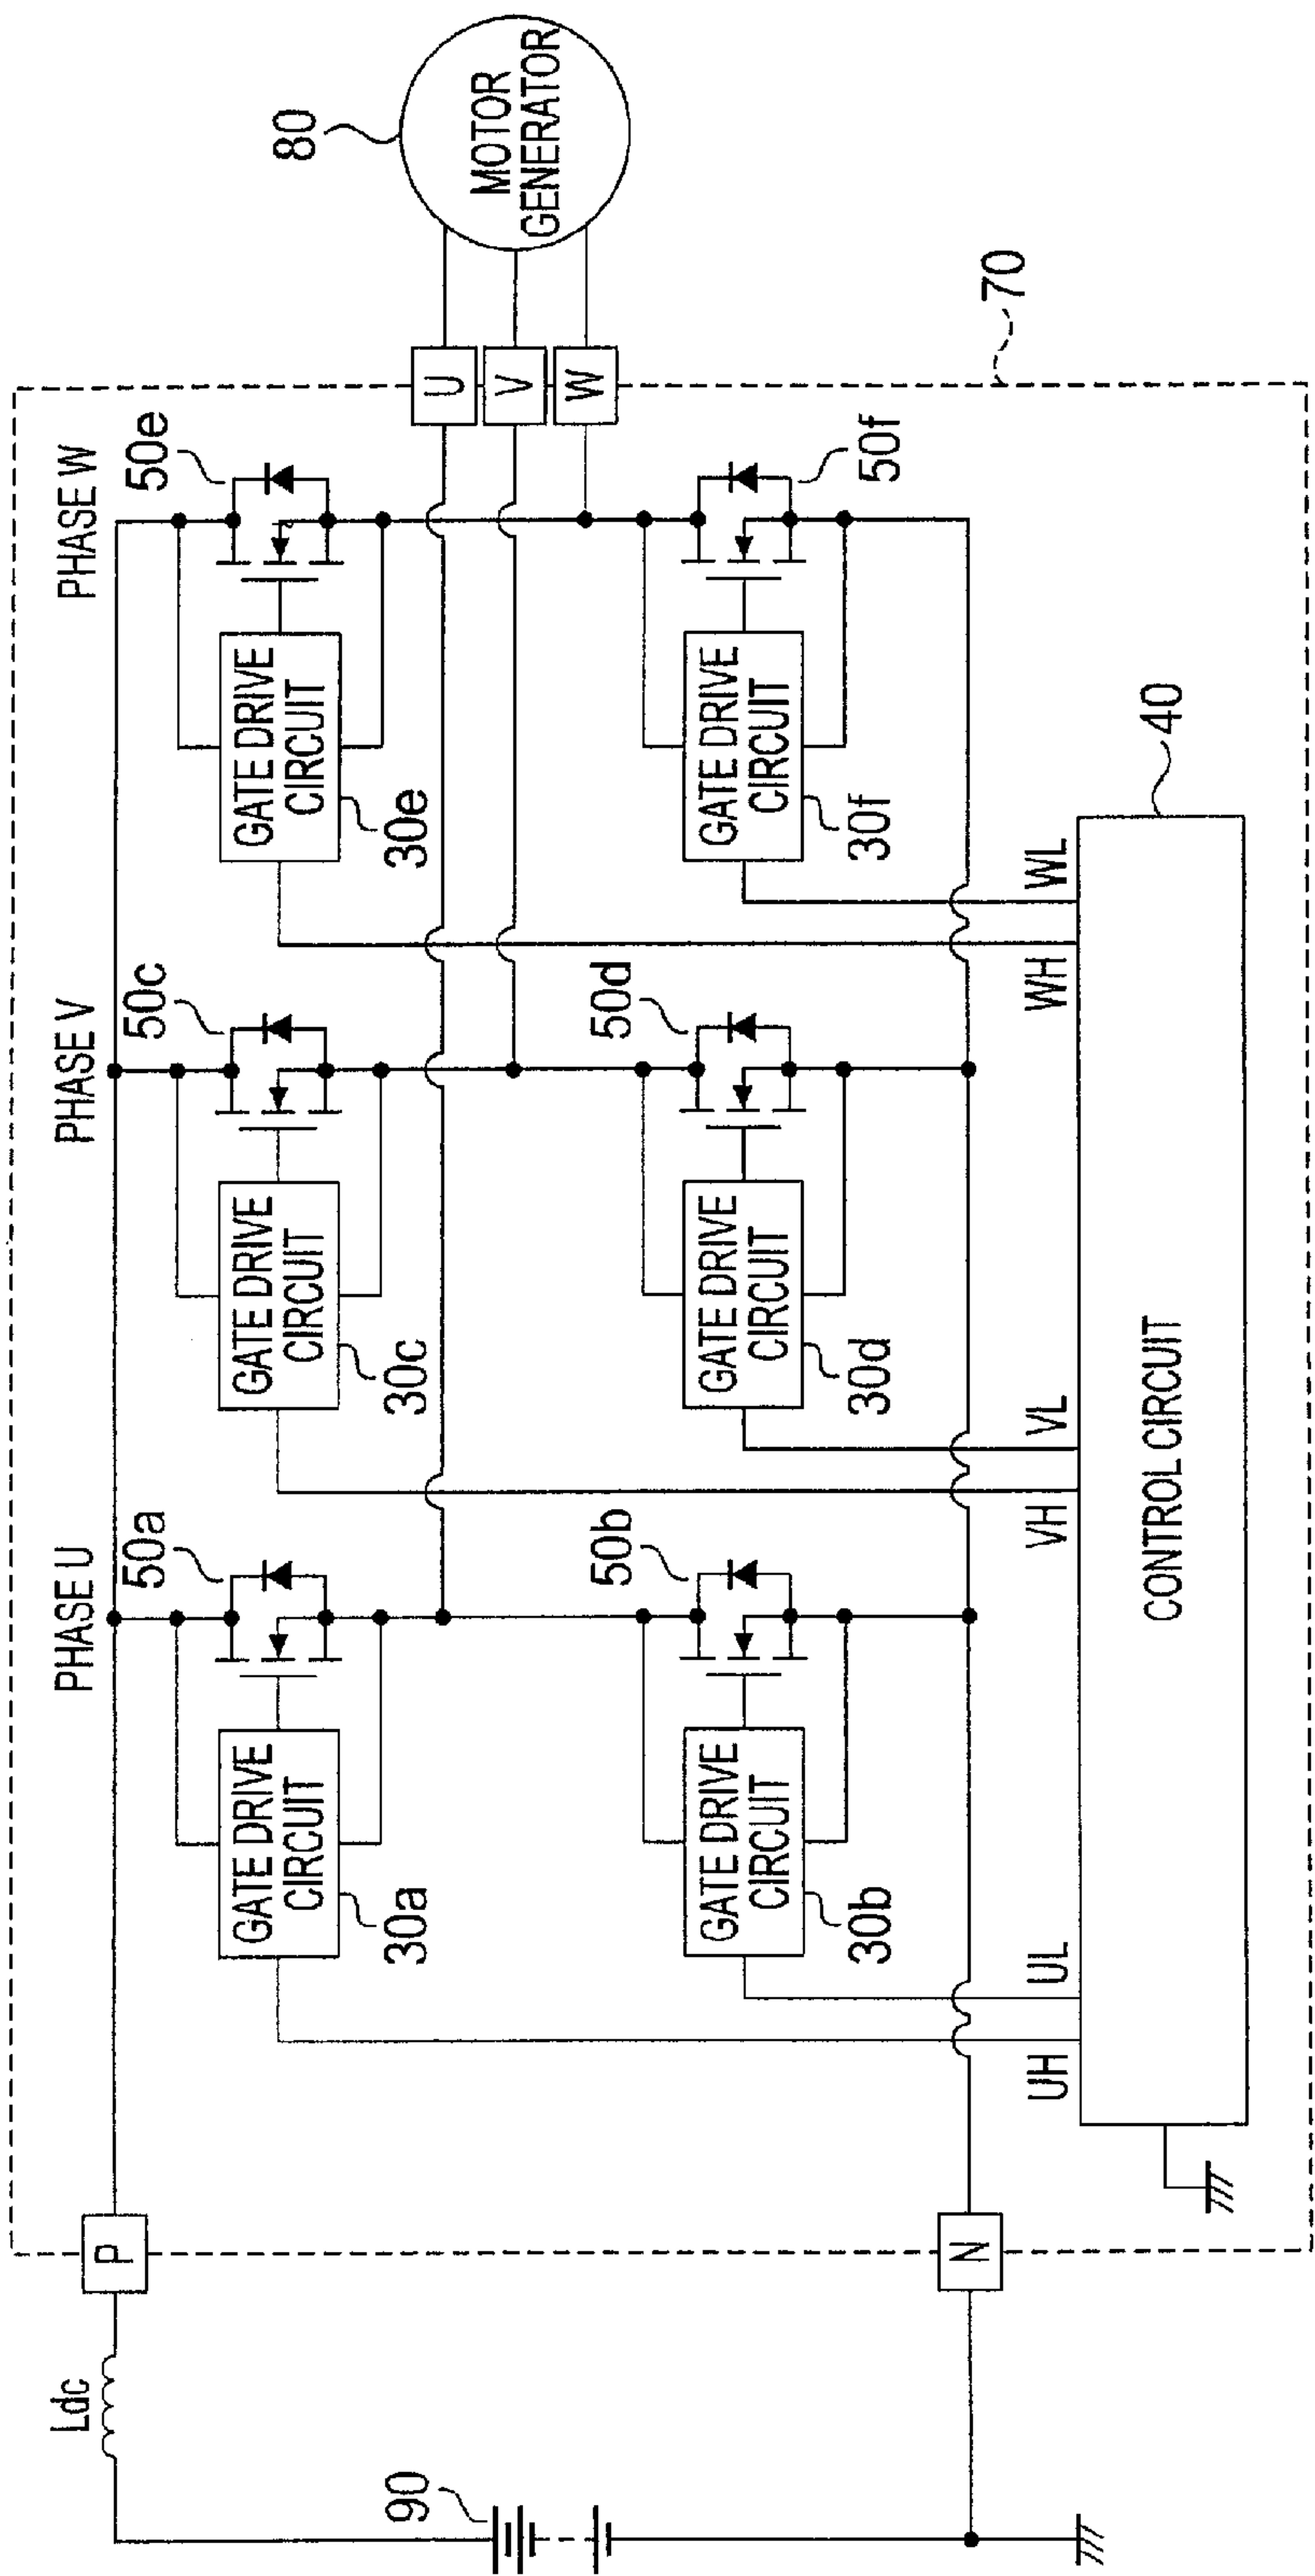 PHASE U
PHASE V
PHASE W
Ldc
P
50a
50c
50e
GATE DRIVE
CIRCUIT
GATE DRIVE
CIRCUIT
GATE DRIVE
CIRCUIT
30a
30c
30e
80
MOTOR
GENERATOR
U
V
W
90
50b
50d
50f
GATE DRIVE
CIRCUIT
GATE DRIVE
CIRCUIT
GATE DRIVE
CIRCUIT
30b
30d
30f
N
70
UH
UL
VH
VL
WH
WL
40
CONTROL CIRCUIT